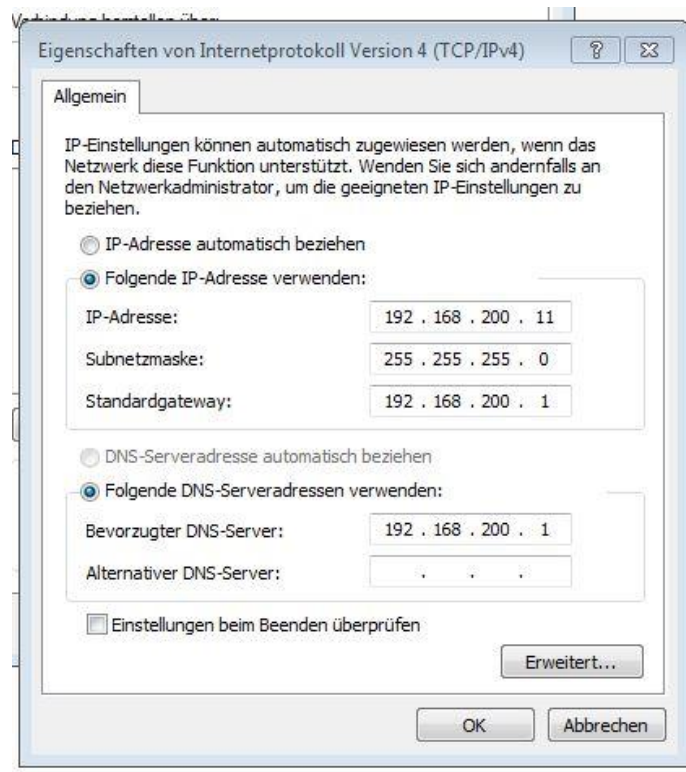 Verbindung herstellen über:
Eigenschaften von Internetprotokoll Version 4 (TCP/IPv4)
Allgemein
IP-Einstellungen können automatisch zugewiesen werden, wenn das
Netzwerk diese Funktion unterstützt. Wenden Sie sich andernfalls an
den Netzwerkadministrator, um die geeigneten IP-Einstellungen zu
beziehen.
IP-Adresse automatisch beziehen
Folgende IP-Adresse verwenden:
IP-Adresse: 192 . 168 . 200 . 11
Subnetzmaske: 255 . 255 . 255 . 0
Standardgateway: 192 . 168 . 200 . 1
DNS-Serveradresse automatisch beziehen
Folgende DNS-Serveradressen verwenden:
Bevorzugter DNS-Server: 192 . 168 . 200 . 1
Alternativer DNS-Server: . . .
Einstellungen beim Beenden überprüfen
Erweitert...
OK Abbrechen